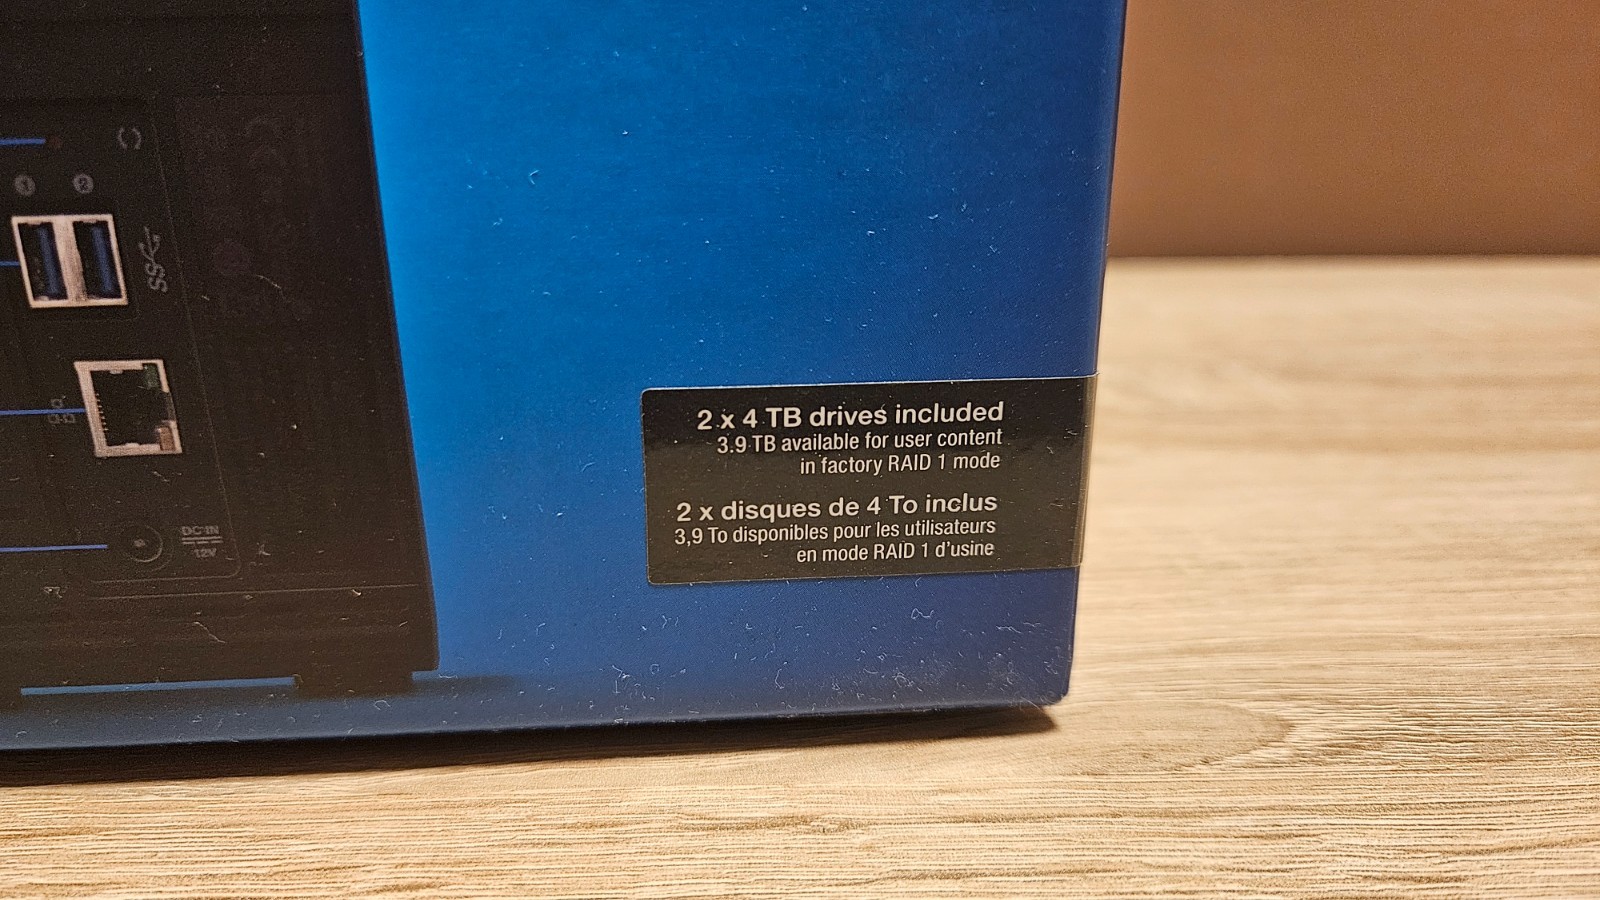 1 2
SS
DC IN
12V
2 x 4 TB drives included
3.9 TB available for user content
in factory RAID 1 mode
2 x disques de 4 To inclus
3,9 To disponibles pour les utilisateurs
en mode RAID 1 d'usine